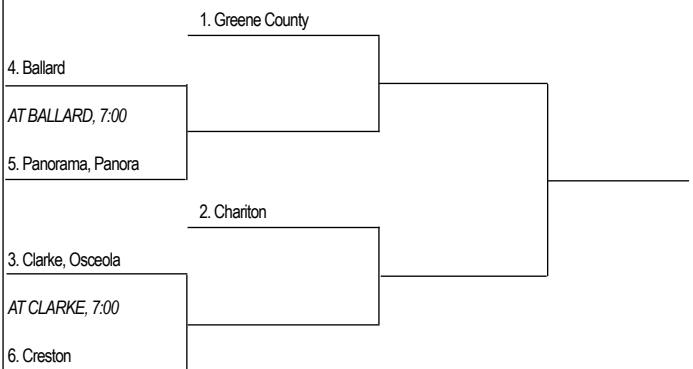 1. Greene County
4. Ballard
AT BALLARD, 7:00
5. Panorama, Panora
2. Chariton
3. Clarke, Osceola
AT CLARKE, 7:00
6. Creston